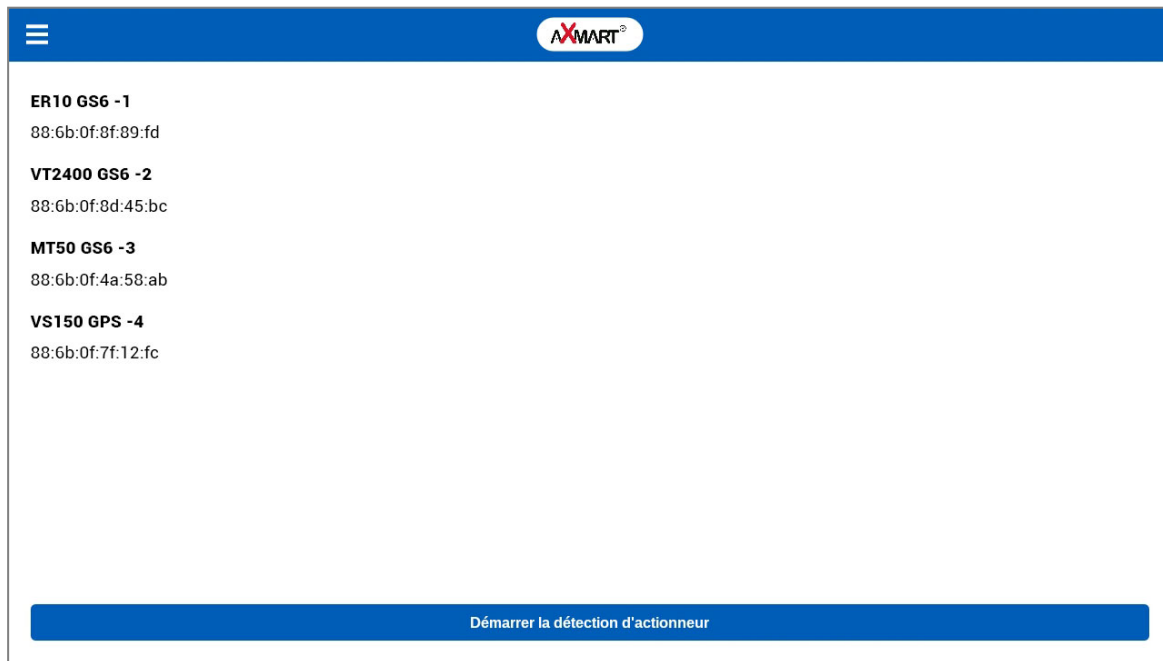 AXMART®
ER10 GS6 -1
88:6b:0f:8f:89:fd
VT2400 GS6 -2
88:6b:0f:8d:45:bc
MT50 GS6 -3
88:6b:0f:4a:58:ab
VS150 GPS -4
88:6b:0f:7f:12:fc
Démarrer la détection d'actionneur